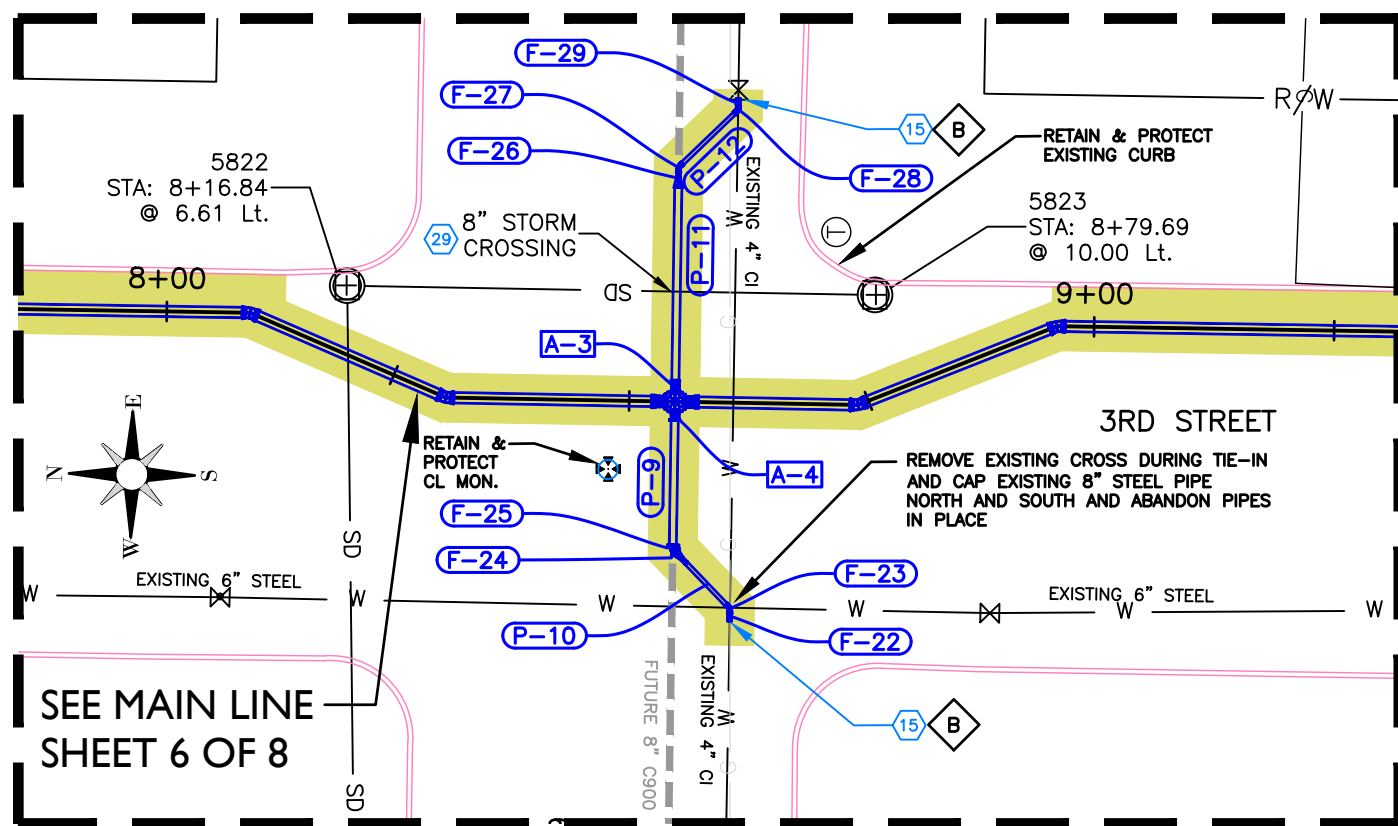 F-29
F-27
F-26
P-12
15
B
RETAIN & PROTECT
EXISTING CURB
R/W
F-28
5822
STA: 8+16.84
@ 6.61 Lt.
29
8" STORM
CROSSING
P-11
EXISTING 4" CI
W
T
5823
STA: 8+79.69
@ 10.00 Lt.
8+00
SD
9+00
G
A-3
3RD STREET
E
N
S
W
RETAIN &
PROTECT
CL MON.
P-9
W
A-4
REMOVE EXISTING CROSS DURING TIE-IN
AND CAP EXISTING 8" STEEL PIPE
NORTH AND SOUTH AND ABANDON PIPES
IN PLACE
F-25
F-24
SD
G
F-23
EXISTING 6" STEEL
W
W
W
W
EXISTING 6" STEEL
W
W
P-10
F-22
FUTURE 8" C900
EXISTING 4" CI
W
G
15
B
SEE MAIN LINE
SHEET 6 OF 8
SD